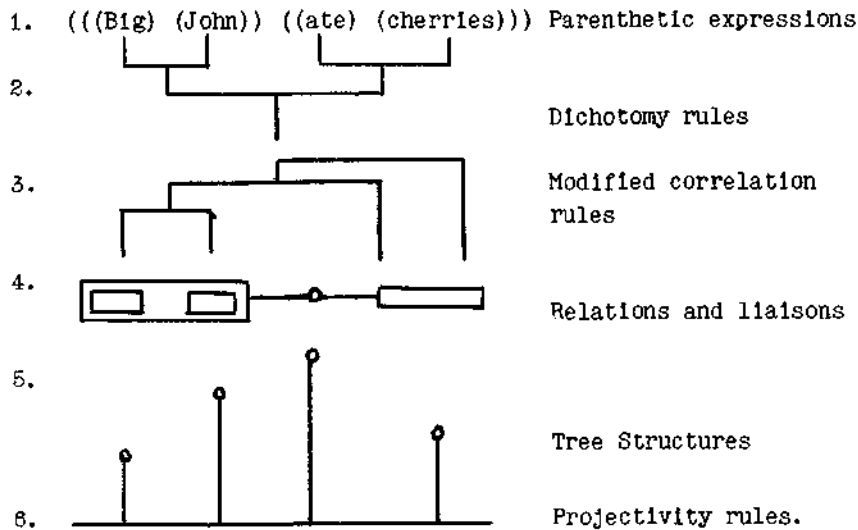 1. (((Big) (John)) ((ate) (cherries))) Parenthetic expressions
2.
Dichotomy rules
3. Modified correlation
rules
4.
Relations and liaisons
5.
Tree Structures
6. Projectivity rules.